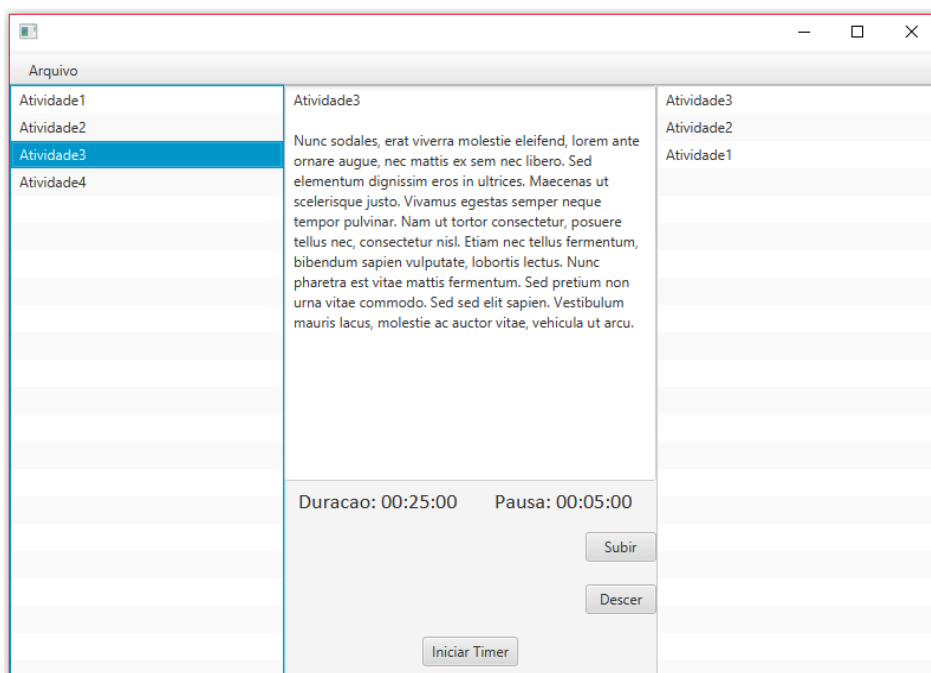 Arquivo
Atividade1
Atividade2
Atividade3
Atividade4
Atividade3
Nunc sodales, erat viverra molestie eleifend, lorem ante
ornare augue, nec mattis ex sem nec libero. Sed
elementum dignissim eros in ultrices. Maecenas ut
scelerisque justo. Vivamus egestas semper neque
tempor pulvinar. Nam ut tortor consectetur, posuere
tellus nec, consectetur nisl. Etiam nec tellus fermentum,
bibendum sapien vulputate, lobortis lectus. Nunc
pharetra est vitae mattis fermentum. Sed pretium non
urna vitae commodo. Sed sed elit sapien. Vestibulum
mauris lacus, molestie ac auctor vitae, vehicula ut arcu.
Duracao: 00:25:00 Pausa: 00:05:00
Subir
Descer
Iniciar Timer
Atividade3
Atividade2
Atividade1